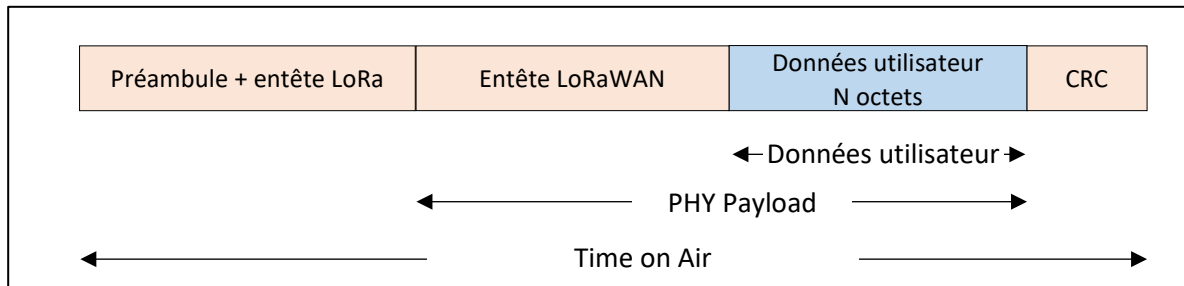 Préambule + entête LoRa
Entête LoRaWAN
Données utilisateur
N octets
CRC
Données utilisateur
PHY Payload
Time on Air